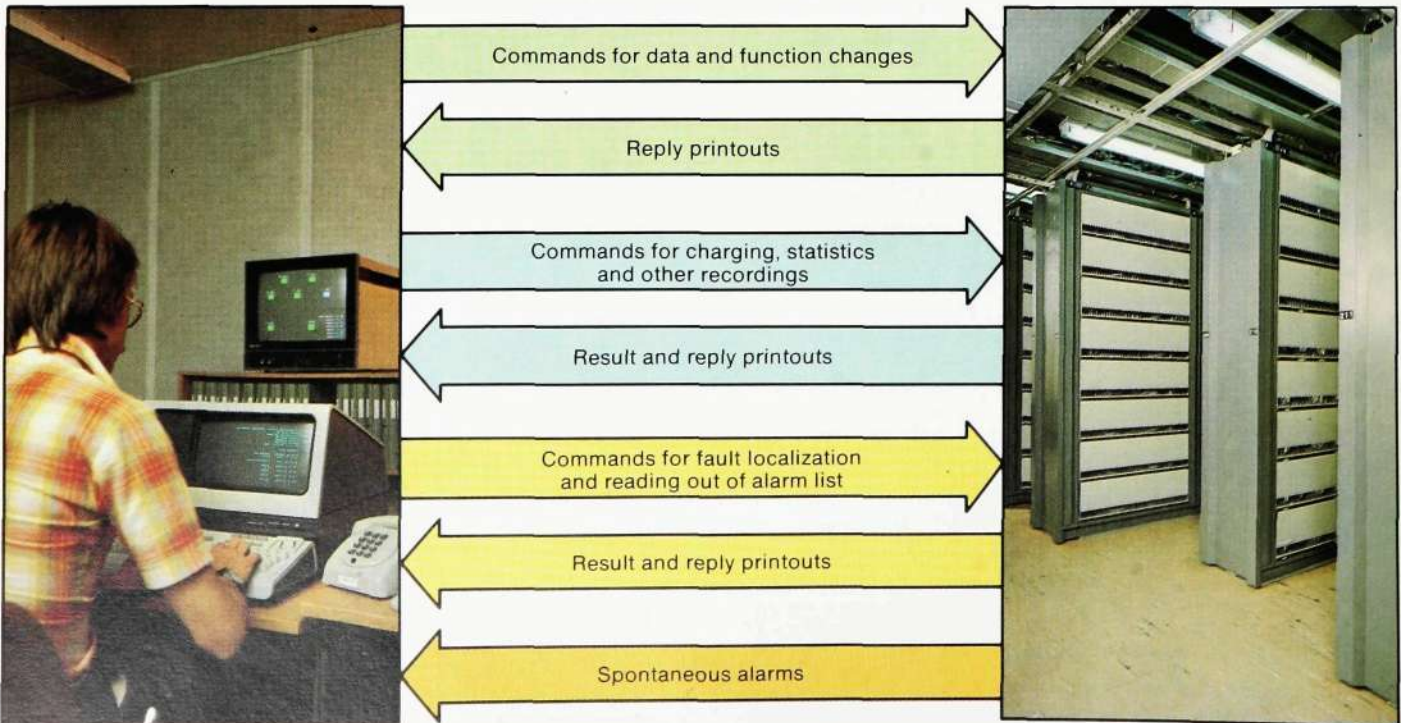 Commands for data and function changes
Reply printouts
Commands for charging, statistics
and other recordings
Result and reply printouts
Commands for fault localization
and reading out of alarm list
Result and reply printouts
Spontaneous alarms